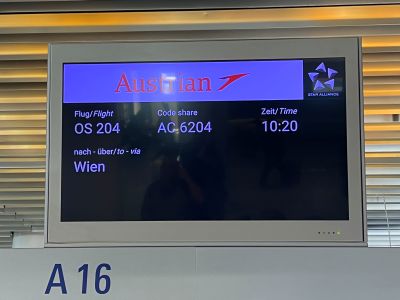 Austrian
STAR ALLIANCE
Flug/Flight Code share Zeit/Time
OS 204 AC 6204 10:20
nach - über/to - via
Wien
A 16